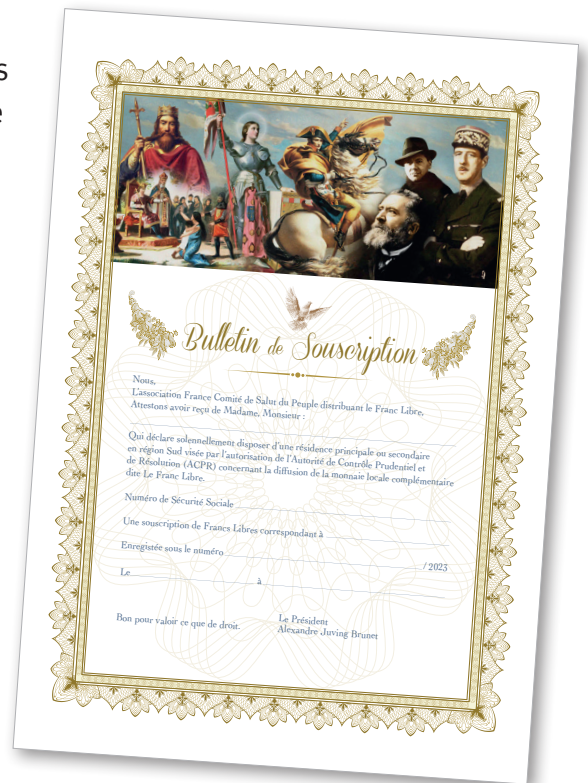 s
e
Bulletin de Souscription
Nous,
L'association France Comité de Salut du Peuple distribuant le Franc Libre,
Attestons avoir reçu de Madame, Monsieur :
Qui déclare solennellement disposer d'une résidence principale ou secondaire
en région Sud visée par l'autorisation de l'Autorité de Contrôle Prudentiel et
de Résolution (ACPR) concernant la diffusion de la monnaie locale complémentaire
dite Le Franc Libre.
Numéro de Sécurité Sociale
Une souscription de Francs Libres correspondant à
Enregistée sous le numéro / 2023
Le à
Bon pour valoir ce que de droit.
Le Président
Alexandre Juving Brunet